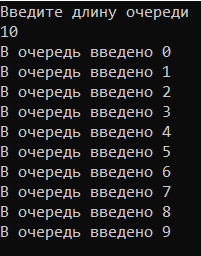 Введите длину очереди
10
В очередь введено 0
В очередь введено 1
В очередь введено 2
В очередь введено 3
В очередь введено 4
В очередь введено 5
В очередь введено 6
В очередь введено 7
В очередь введено 8
В очередь введено 9